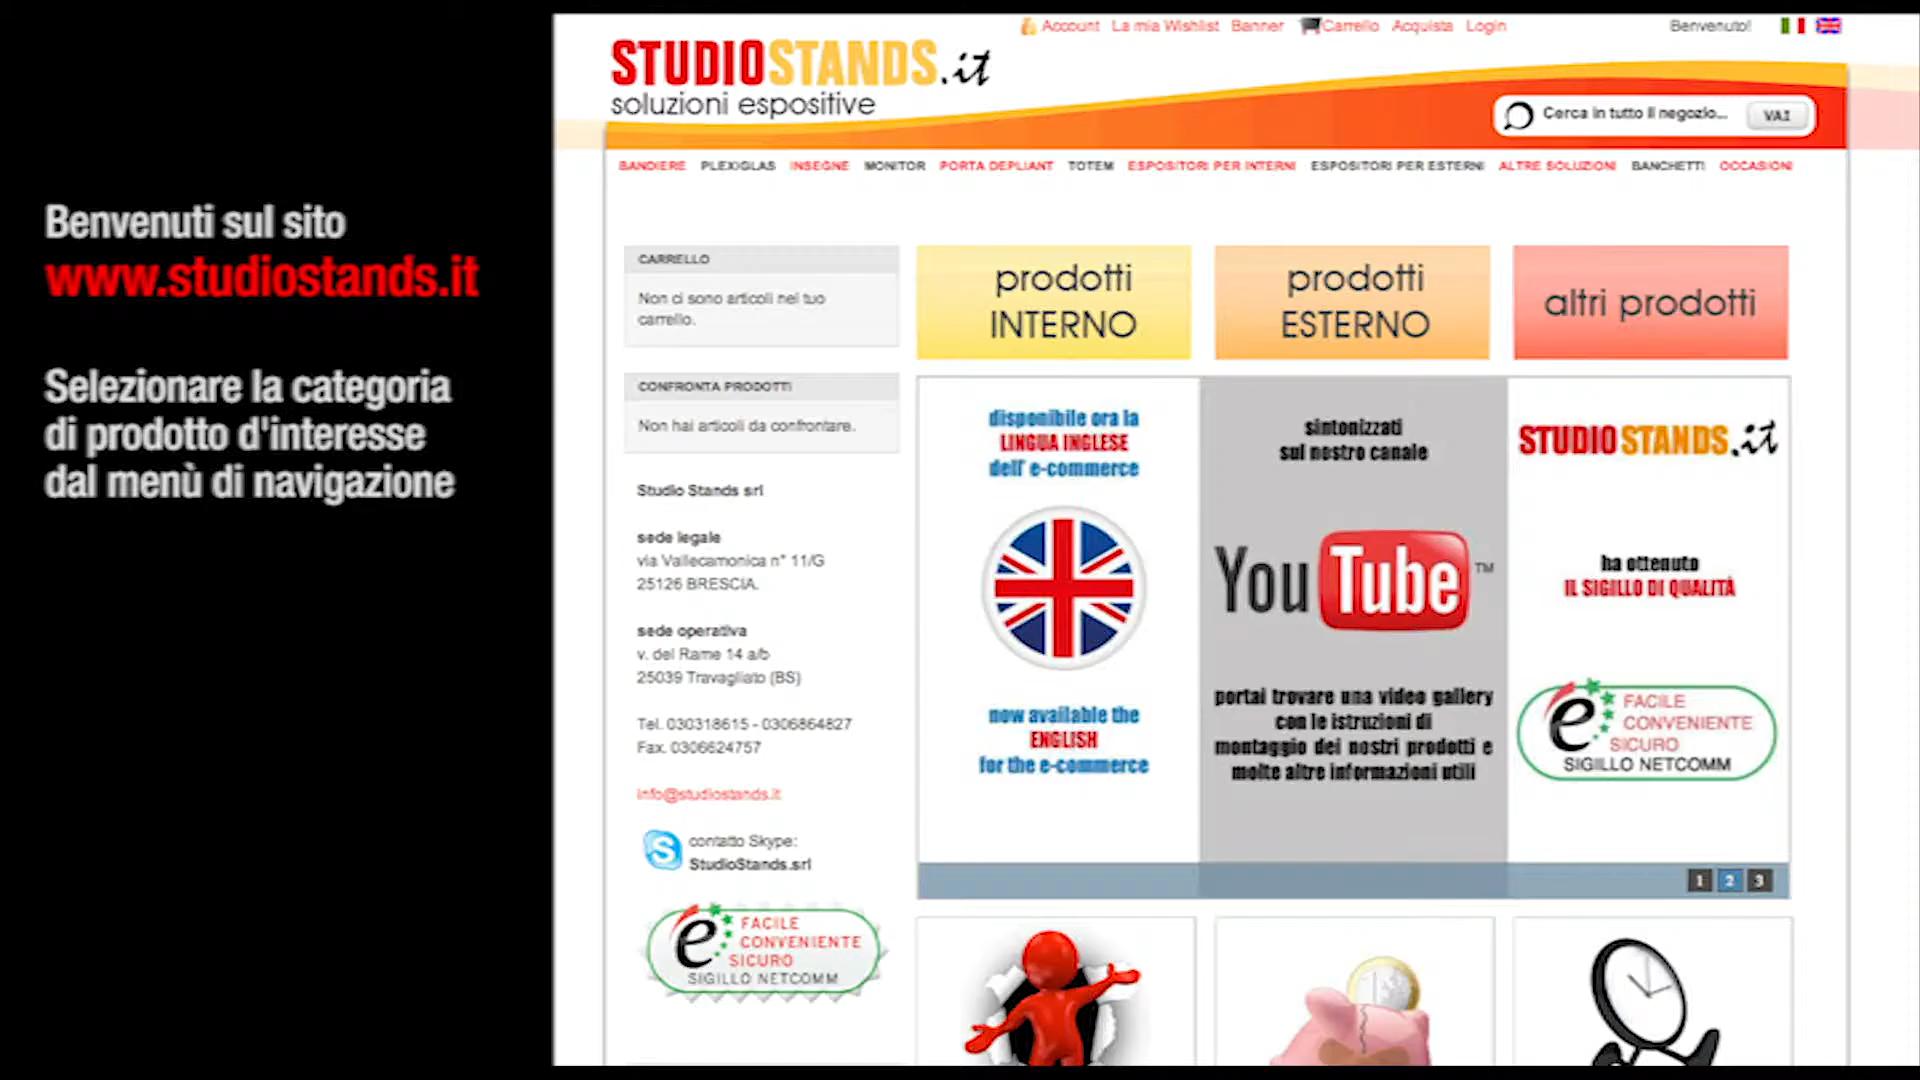 Benvenuti sul sito
www.studiostands.it
Selezionare la categoria
di prodotto d'interesse
dal menù di navigazione
Account La mia Wishlist Banner Carrello Acquista Login
Benvenuto!
STUDIOSTANDS.it
soluzioni espositive
Cerca in tutto il negozio...
VAI
BANDIERE PLEXIGLAS INSEGNE MONITOR PORTA DEPLIANT TOTEM ESPOSITORI PER INTERNI ESPOSITORI PER ESTERNI ALTRE SOLUZIONI BANCHETTI OCCASIONI
CARRELLO
Non ci sono articoli nel tuo
carrello.
CONFRONTA PRODOTTI
Non hai articoli da confrontare.
Studio Stands srl
sede legale
via Vallecamonica n° 11/G
25126 BRESCIA.
sede operativa
v. del Rame 14 a/b
25039 Travagliato (BS)
Tel. 030318615 - 0306864827
Fax. 0306624757
info@studiostands.it
contatto Skype:
StudioStands.srl
e FACILE
CONVENIENTE
SICURO
SIGILLO NETCOMM
prodotti
INTERNO
prodotti
ESTERNO
altri prodotti
disponibile ora la
LINGUA INGLESE
dell' e-commerce
now available the
ENGLISH
for the e-commerce
sintonizzati
sul nostro canale
YouTube™
portai trovare una video gallery
con le istruzioni di
montaggio dei nostri prodotti e
molte altre informazioni utili
STUDIOSTANDS.it
ha ottenuto
IL SIGILLO DI QUALITÀ
e FACILE
CONVENIENTE
SICURO
SIGILLO NETCOMM
1 2 3